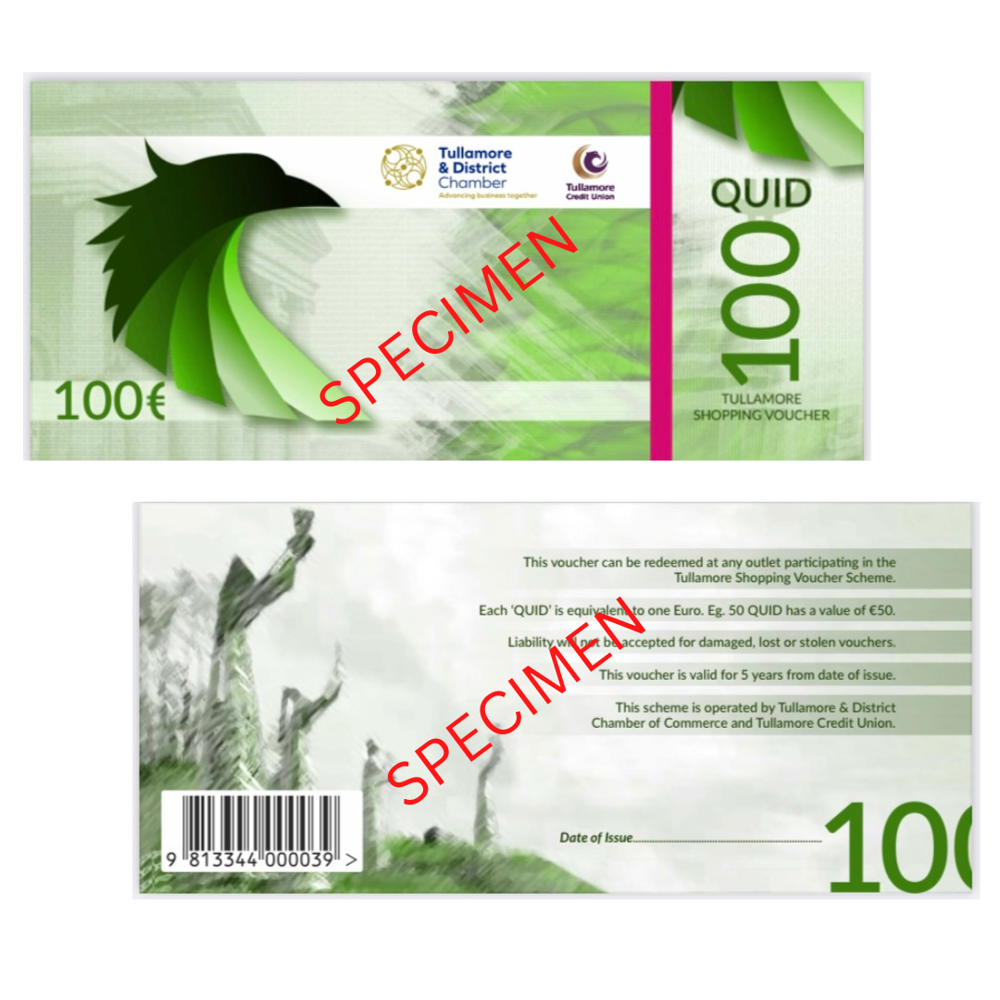 Tullamore
& District
Chamber
Advancing business together
Tullamore
Credit Union
SPECIMEN
100€
QUID
100
TULLAMORE
SHOPPING VOUCHER
This voucher can be redeemed at any outlet participating in the
Tullamore Shopping Voucher Scheme.
Each ‘QUID’ is equivalent to one Euro. Eg. 50 QUID has a value of €50.
Liability will not be accepted for damaged, lost or stolen vouchers.
This voucher is valid for 5 years from date of issue.
This scheme is operated by Tullamore & District
Chamber of Commerce and Tullamore Credit Union.
SPECIMEN
Date of Issue
100
9 813344 000039 >